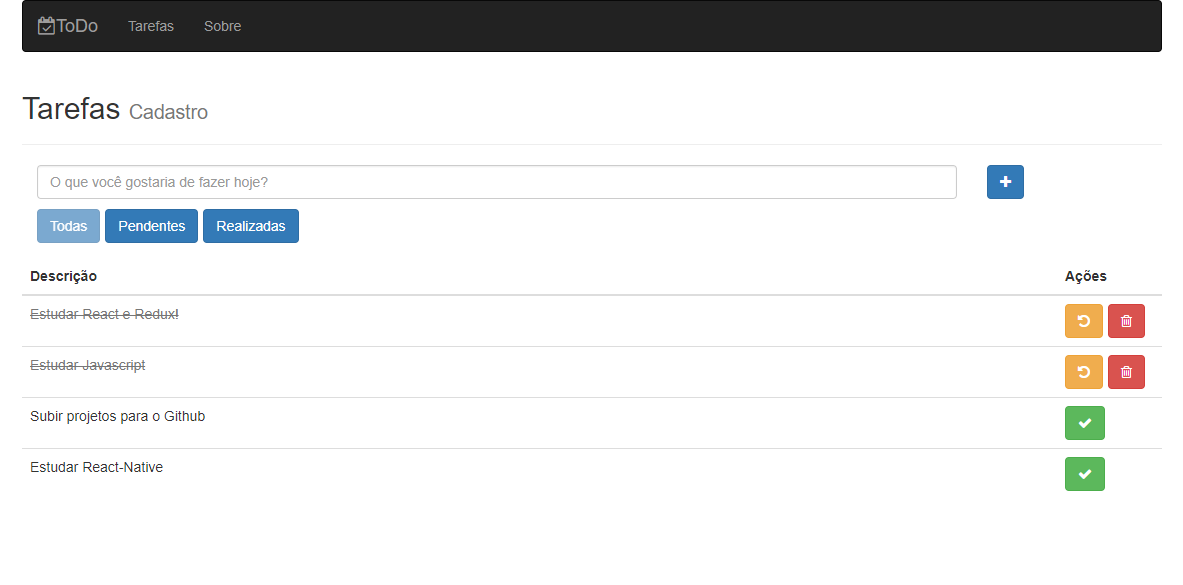 ToDo Tarefas Sobre
Tarefas Cadastro
O que você gostaria de fazer hoje?
Todas Pendentes Realizadas
Descrição Ações
Estudar React e Redux!
Estudar Javascript
Subir projetos para o Github
Estudar React-Native